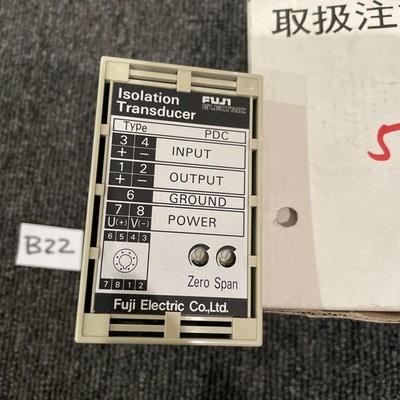 Isolation
Transducer
FUJI
ELECTRIC
Type PDC
3 4
+ − INPUT
1 2
+ − OUTPUT
6 GROUND
7 8
U(+) V(−) POWER
6 5 4 3
7 8 1 2
Zero Span
Fuji Electric Co.,Ltd.
B22
取扱注